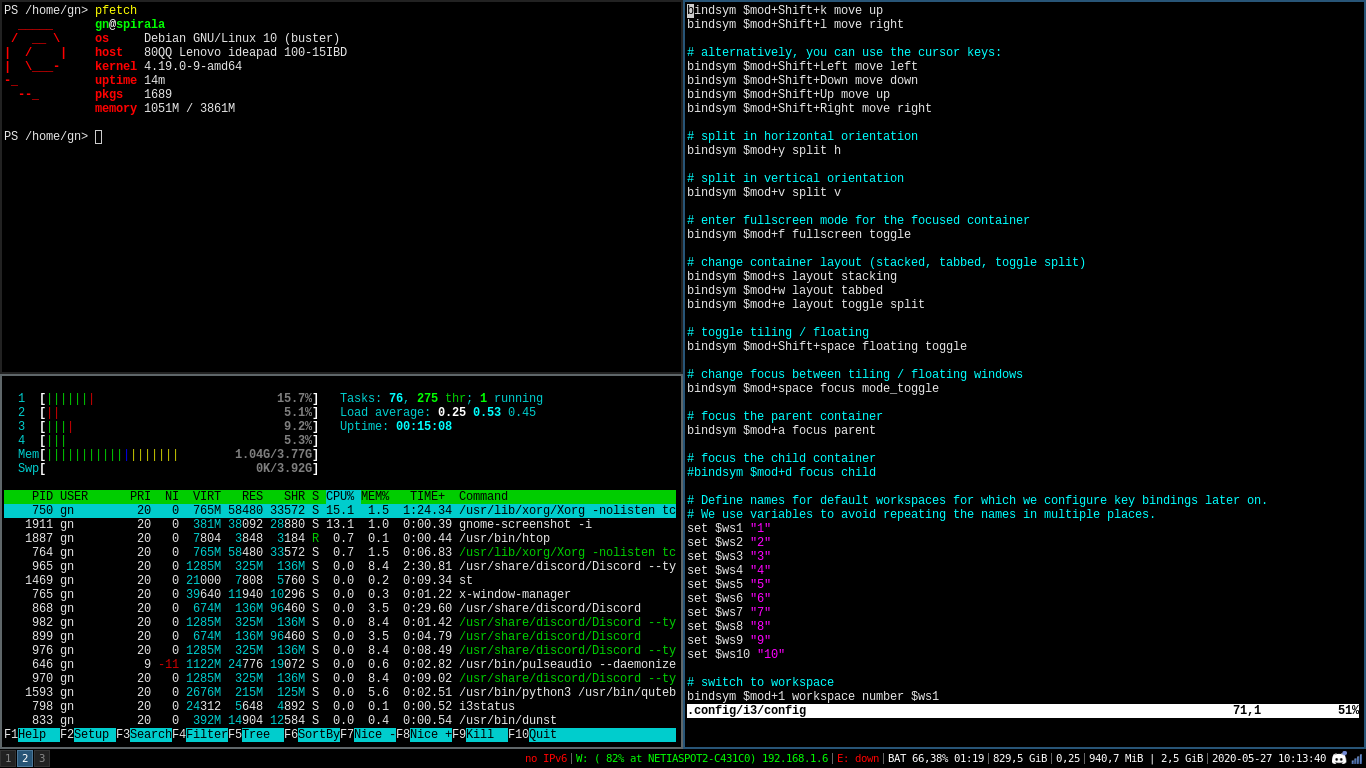 PS /home/gn> pfetch
gn@spirala
os Debian GNU/Linux 10 (buster)
host 80QQ Lenovo ideapad 100-15IBD
kernel 4.19.0-9-amd64
uptime 14m
pkgs 1689
memory 1051M / 3861M
PS /home/gn>
1 [||||||| 15.7%] Tasks: 76, 275 thr; 1 running
2 [|| 5.1%] Load average: 0.25 0.53 0.45
3 [|||| 9.2%] Uptime: 00:15:08
4 [||| 5.3%]
Mem[||||||||||||||||||| 1.04G/3.77G]
Swp[ 0K/3.92G]
PID USER PRI NI VIRT RES SHR S CPU% MEM% TIME+ Command
750 gn 20 0 765M 58480 33572 S 15.1 1.5 1:24.34 /usr/lib/xorg/Xorg -nolisten tc
1911 gn 20 0 381M 38092 28880 S 13.1 1.0 0:00.39 gnome-screenshot -i
1887 gn 20 0 7804 3848 3184 R 0.7 0.1 0:00.44 /usr/bin/htop
764 gn 20 0 765M 58480 33572 S 0.7 1.5 0:06.83 /usr/lib/xorg/Xorg -nolisten tc
965 gn 20 0 1285M 325M 136M S 0.0 8.4 2:30.81 /usr/share/discord/Discord --ty
1469 gn 20 0 21000 7808 5760 S 0.0 0.2 0:09.34 st
765 gn 20 0 39640 11940 10296 S 0.0 0.3 0:01.22 x-window-manager
868 gn 20 0 674M 136M 96460 S 0.0 3.5 0:29.60 /usr/share/discord/Discord
982 gn 20 0 1285M 325M 136M S 0.0 8.4 0:01.42 /usr/share/discord/Discord --ty
899 gn 20 0 674M 136M 96460 S 0.0 3.5 0:04.79 /usr/share/discord/Discord
976 gn 20 0 1285M 325M 136M S 0.0 8.4 0:08.49 /usr/share/discord/Discord --ty
646 gn 9 -11 1122M 24776 19072 S 0.0 0.6 0:02.82 /usr/bin/pulseaudio --daemonize
970 gn 20 0 1285M 325M 136M S 0.0 8.4 0:09.02 /usr/share/discord/Discord --ty
1593 gn 20 0 2676M 215M 125M S 0.0 5.6 0:02.51 /usr/bin/python3 /usr/bin/quteb
798 gn 20 0 24312 5648 4892 S 0.0 0.1 0:00.52 i3status
833 gn 20 0 392M 14904 12584 S 0.0 0.4 0:00.54 /usr/bin/dunst
F1Help F2Setup F3SearchF4FilterF5Tree F6SortByF7Nice -F8Nice +F9Kill F10Quit
bindsym $mod+Shift+k move up
bindsym $mod+Shift+l move right
# alternatively, you can use the cursor keys:
bindsym $mod+Shift+Left move left
bindsym $mod+Shift+Down move down
bindsym $mod+Shift+Up move up
bindsym $mod+Shift+Right move right
# split in horizontal orientation
bindsym $mod+y split h
# split in vertical orientation
bindsym $mod+v split v
# enter fullscreen mode for the focused container
bindsym $mod+f fullscreen toggle
# change container layout (stacked, tabbed, toggle split)
bindsym $mod+s layout stacking
bindsym $mod+w layout tabbed
bindsym $mod+e layout toggle split
# toggle tiling / floating
bindsym $mod+Shift+space floating toggle
# change focus between tiling / floating windows
bindsym $mod+space focus mode_toggle
# focus the parent container
bindsym $mod+a focus parent
# focus the child container
#bindsym $mod+d focus child
# Define names for default workspaces for which we configure key bindings later on.
# We use variables to avoid repeating the names in multiple places.
set $ws1 "1"
set $ws2 "2"
set $ws3 "3"
set $ws4 "4"
set $ws5 "5"
set $ws6 "6"
set $ws7 "7"
set $ws8 "8"
set $ws9 "9"
set $ws10 "10"
# switch to workspace
bindsym $mod+1 workspace number $ws1
.config/i3/config 71,1 51%
1 2 3 no IPv6|W: ( 82% at NETIASPOT2-C431C0) 192.168.1.6|E: down|BAT 66,38% 01:19|829,5 GiB|0,25|940,7 MiB | 2,5 GiB|2020-05-27 10:13:40